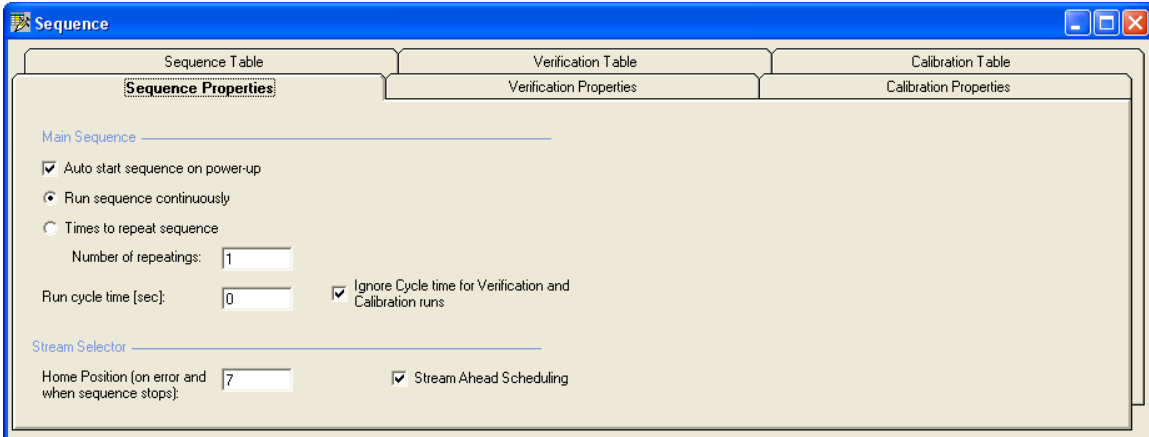 Sequence
Sequence Table
Verification Table
Calibration Table
Sequence Properties
Verification Properties
Calibration Properties
Main Sequence
Auto start sequence on power-up
Run sequence continuously
Times to repeat sequence
Number of repeatings:
1
Run cycle time [sec]:
0
Ignore Cycle time for Verification and
Calibration runs
Stream Selector
Home Position (on error and
when sequence stops):
7
Stream Ahead Scheduling